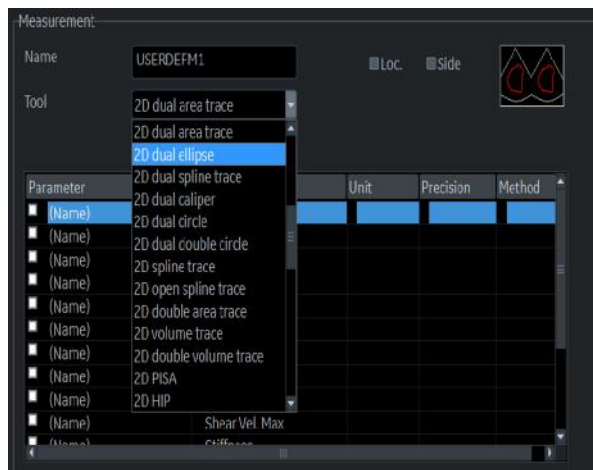 Measurement
Name USERDEFM1 Loc. Side
Tool 2D dual area trace
2D dual area trace
2D dual ellipse
2D dual spline trace
Parameter Unit Precision Method
2D dual caliper
(Name)
2D dual circle
(Name)
2D dual double circle
(Name)
2D spline trace
(Name)
2D open spline trace
(Name)
2D double area trace
(Name)
2D volume trace
(Name)
2D double volume trace
(Name)
2D PISA
(Name)
2D HIP
(Name) Shear Vel. Max
(Name) Stiffness